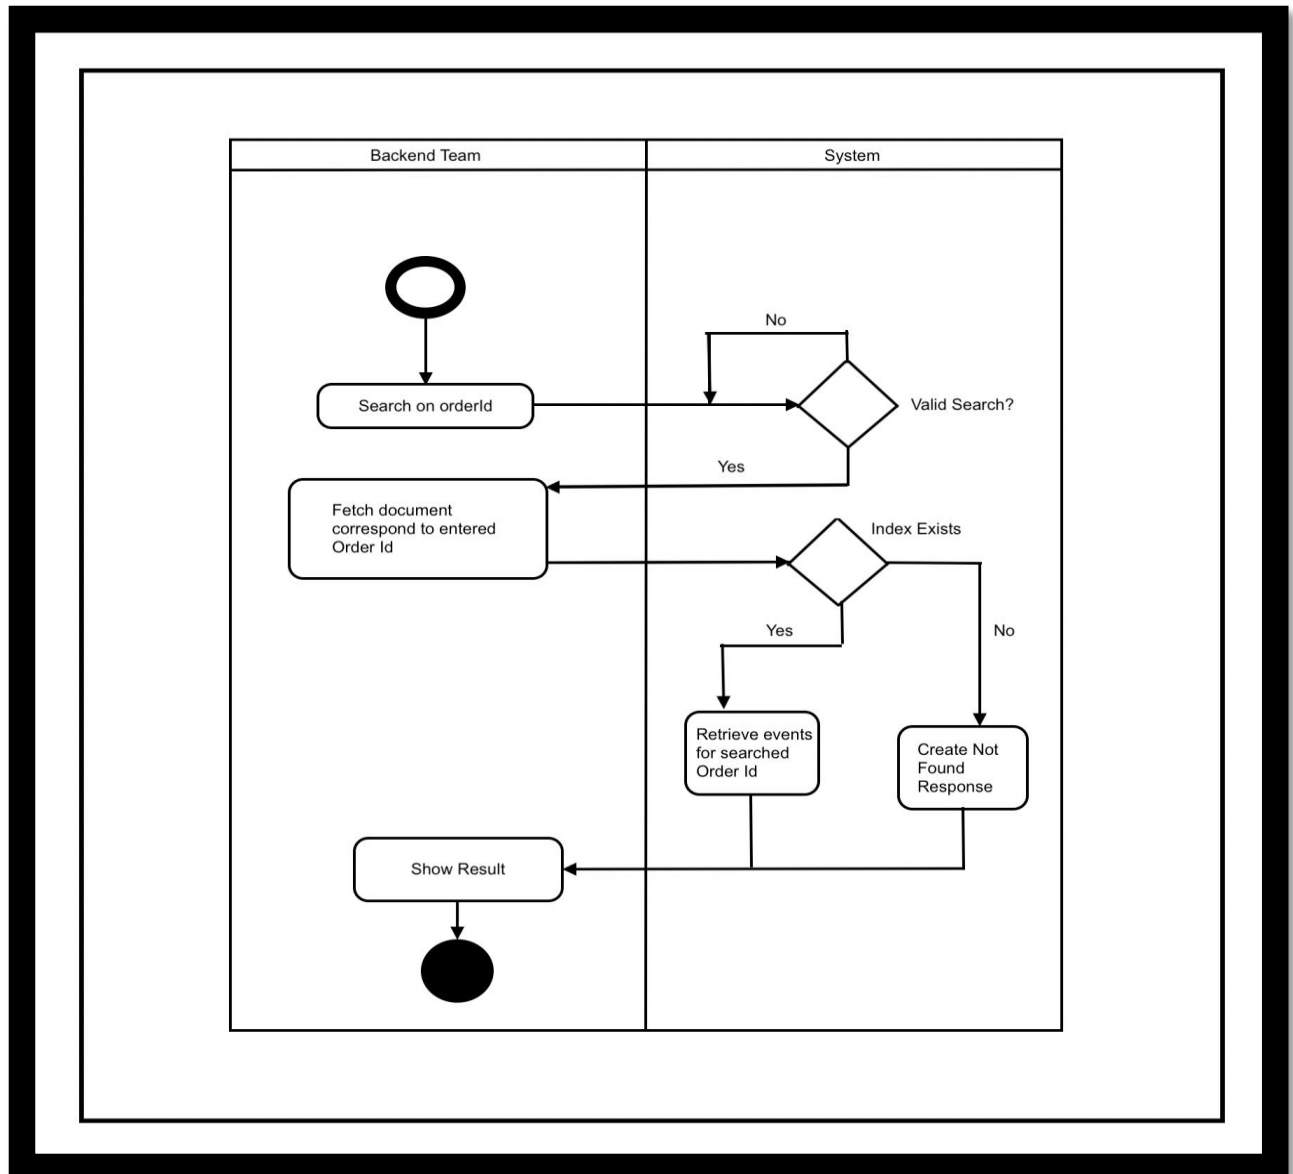 Backend Team
System
No
Search on orderId
Valid Search?
Yes
Fetch document
correspond to entered
Order Id
Index Exists
Yes
No
Retrieve events
for searched
Order Id
Create Not
Found
Response
Show Result